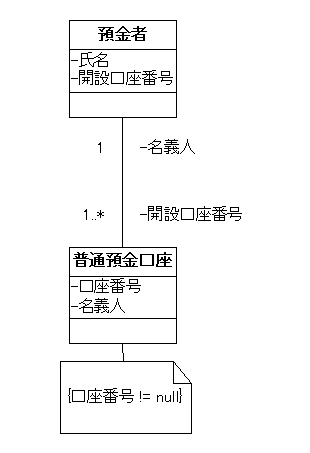 預金者
-氏名
-開設口座番号
1
-名義人
1..*
-開設口座番号
普通預金口座
-口座番号
-名義人
{口座番号 != null}